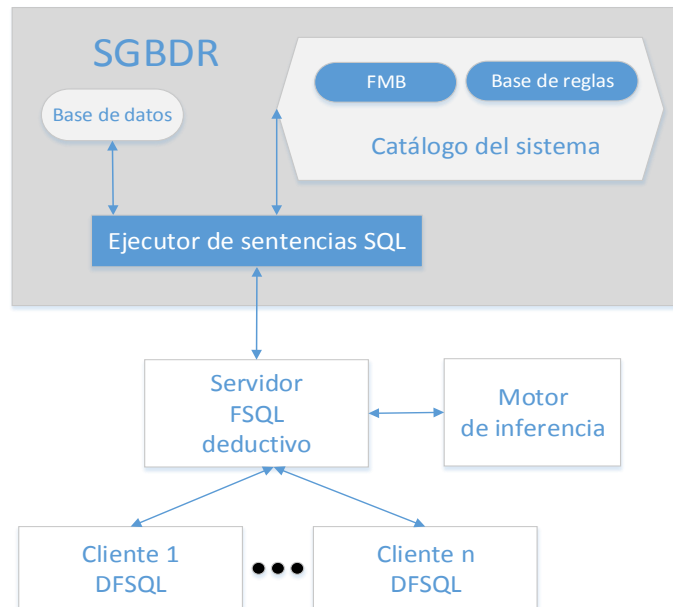 SGBDR
FMB
Base de reglas
Base de datos
Catálogo del sistema
Ejecutor de sentencias SQL
Servidor
FSQL
deductivo
Motor
de inferencia
Cliente 1
DFSQL
Cliente n
DFSQL